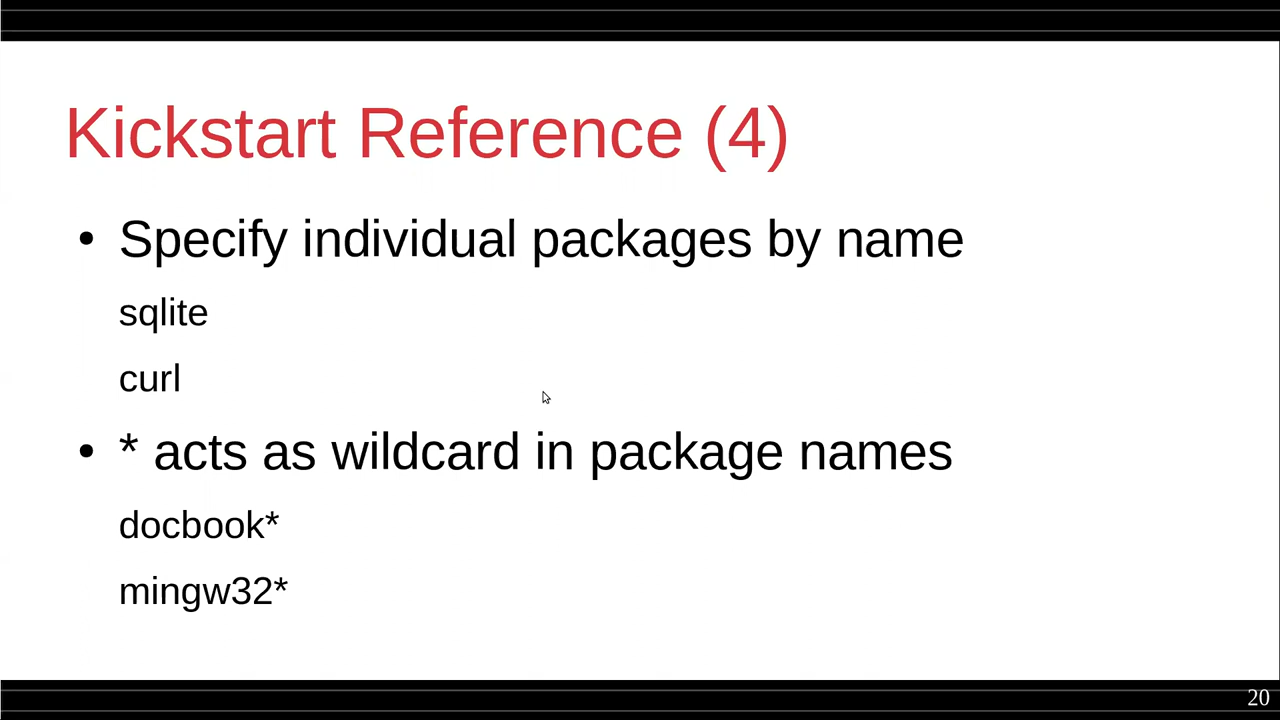 Kickstart Reference (4)
• Specify individual packages by name
sqlite
curl
• * acts as wildcard in package names
docbook*
mingw32*
20